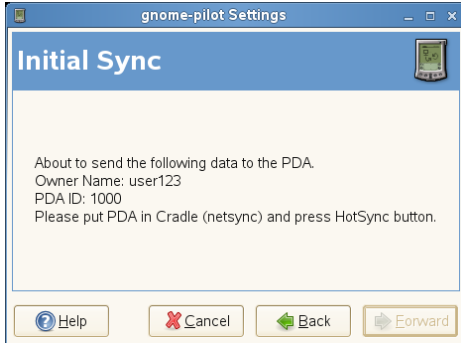 gnome-pilot Settings
Initial Sync
About to send the following data to the PDA.
Owner Name: user123
PDA ID: 1000
Please put PDA in Cradle (netsync) and press HotSync button.
Help
Cancel
Back
Forward